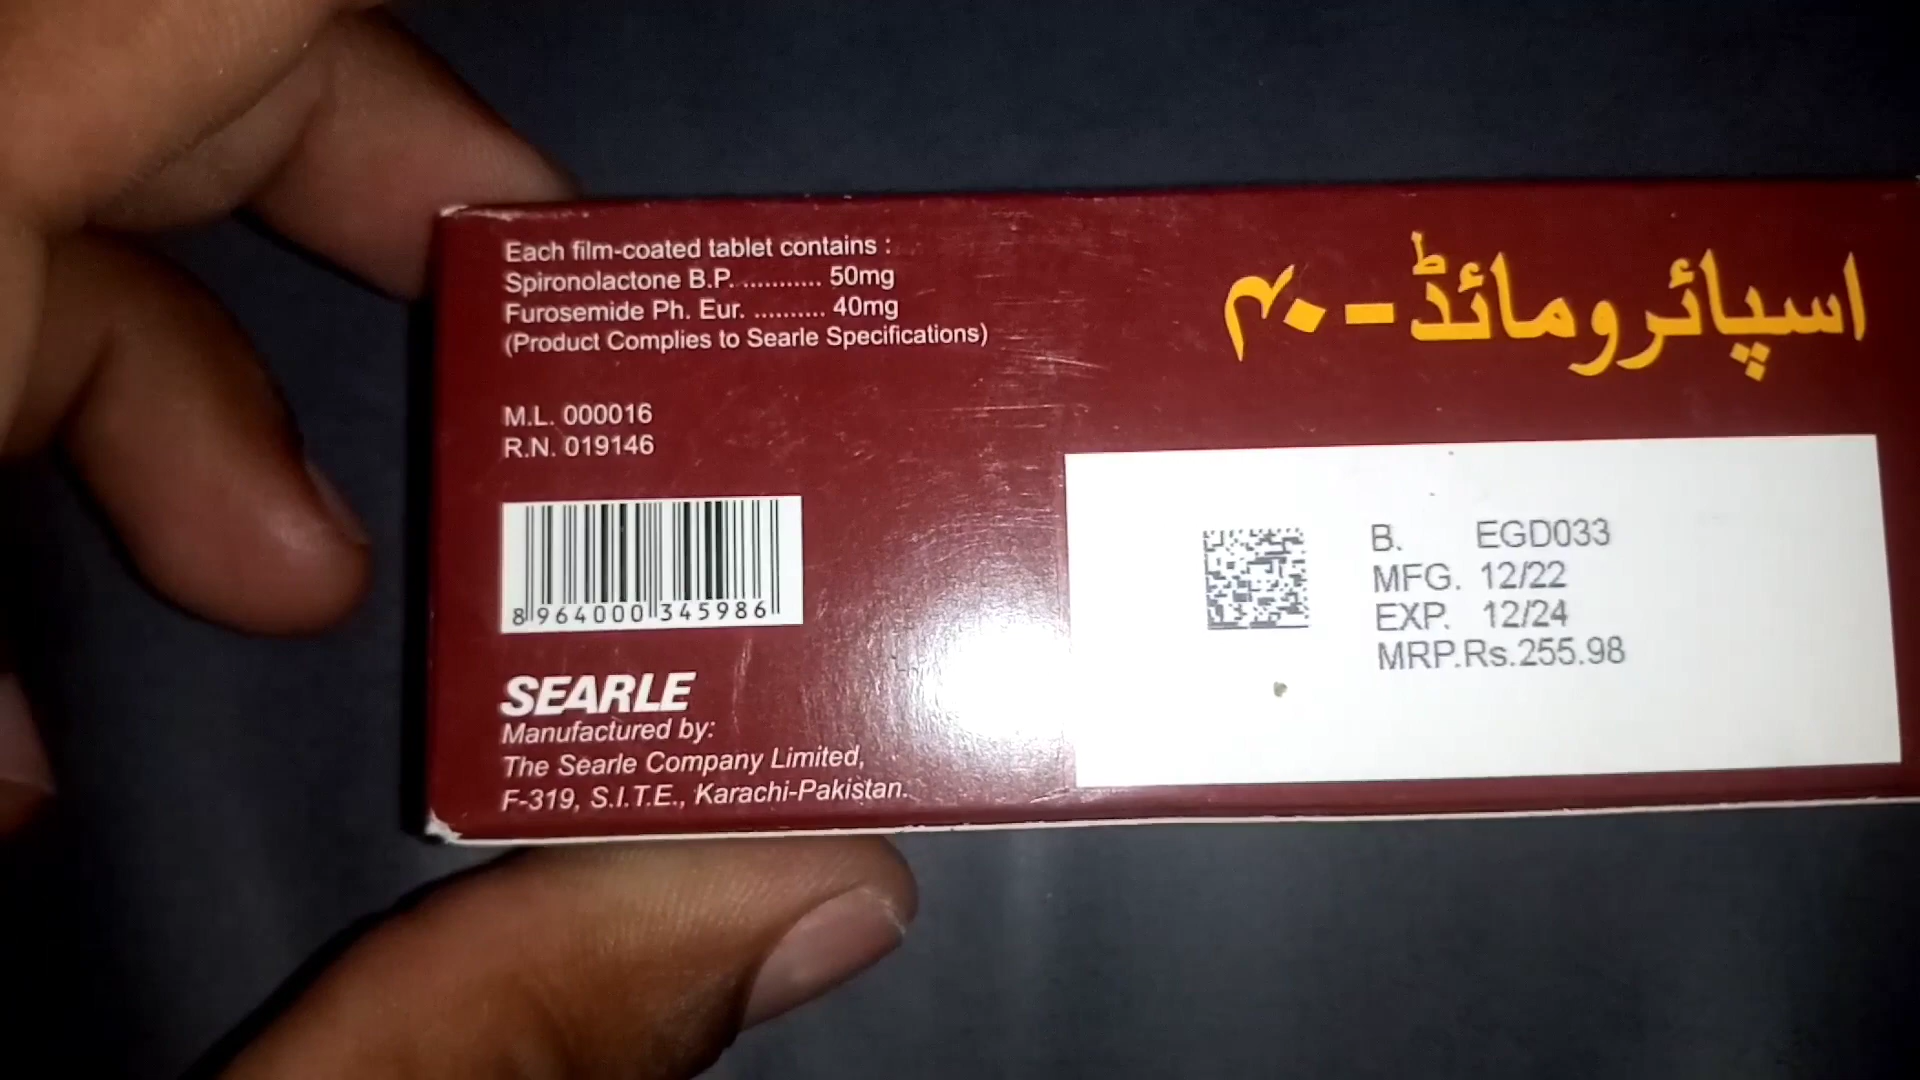 Each film-coated tablet contains :
Spironolactone B.P. ........... 50mg
Furosemide Ph. Eur. .......... 40mg
(Product Complies to Searle Specifications)
M.L. 000016
R.N. 019146
8 964000 345986
SEARLE
Manufactured by:
The Searle Company Limited,
F-319, S.I.T.E., Karachi-Pakistan.
اسپائرومائڈ-۴۰
B. EGD033
MFG. 12/22
EXP. 12/24
MRP.Rs.255.98